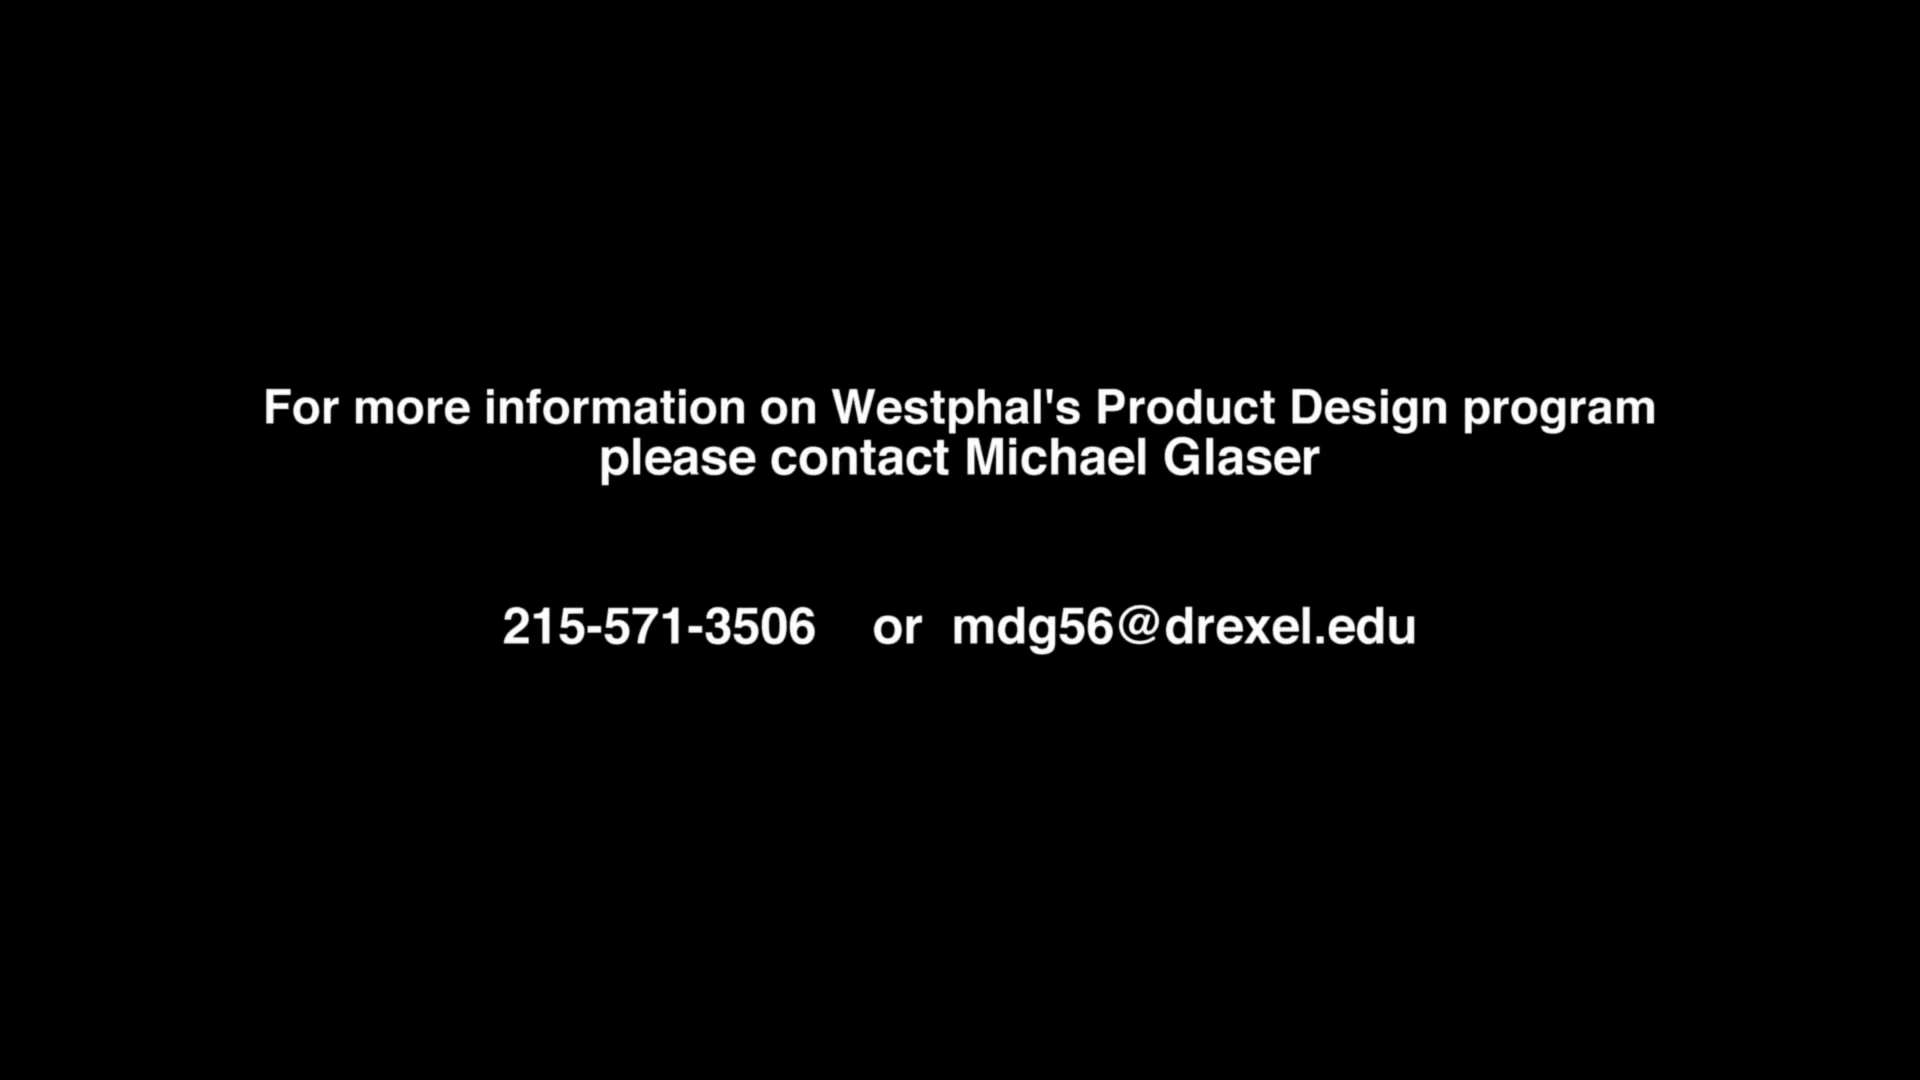 For more information on Westphal's Product Design program
please contact Michael Glaser
215-571-3506 or mdg56@drexel.edu